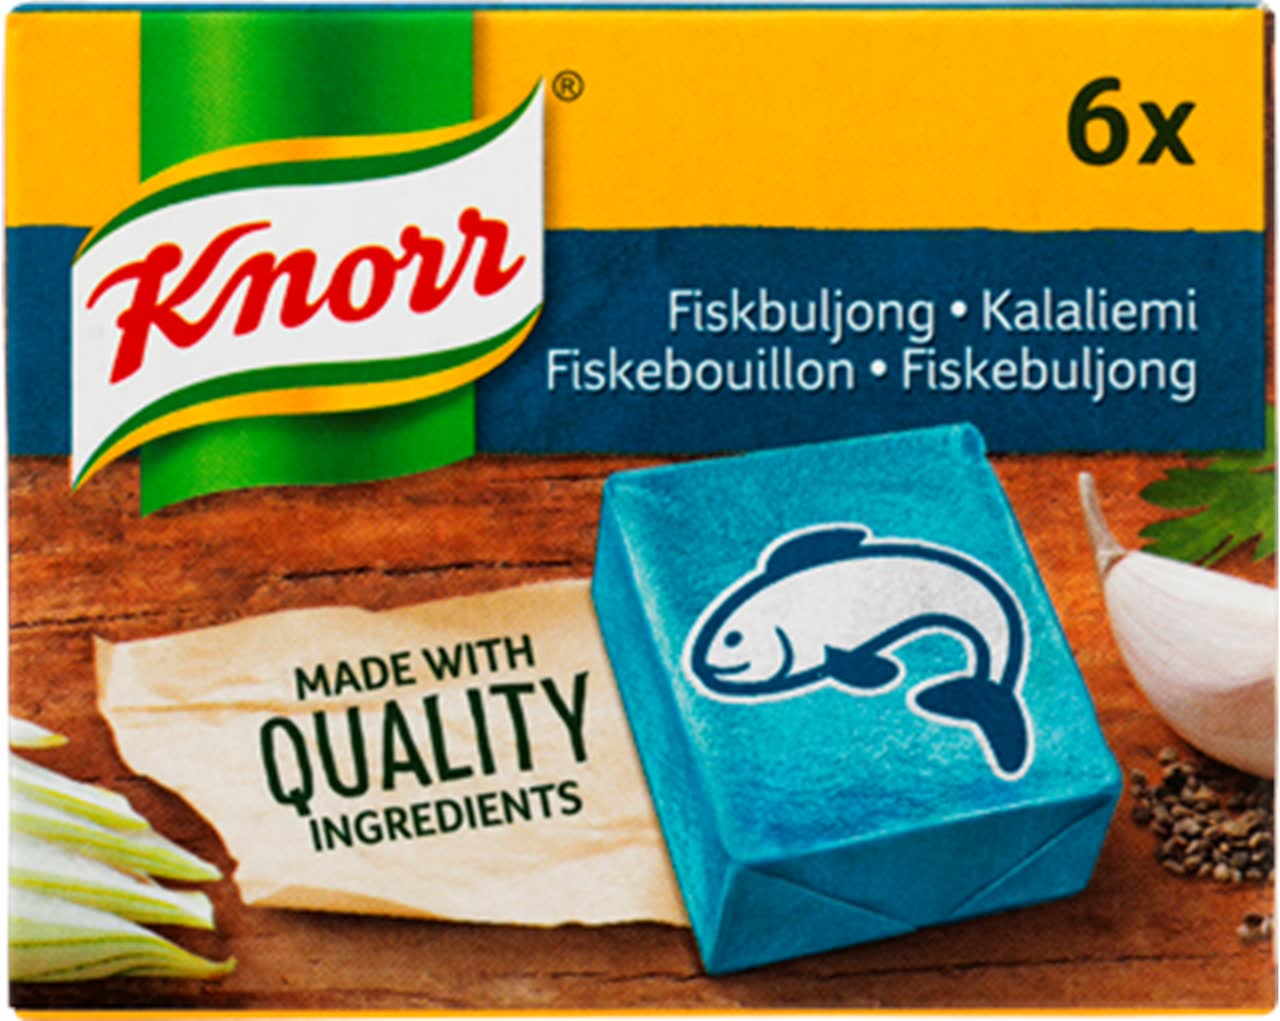 Knorr®
6x
Fiskbuljong • Kalaliemi
Fiskebouillon • Fiskebuljong
MADE WITH
QUALITY
INGREDIENTS